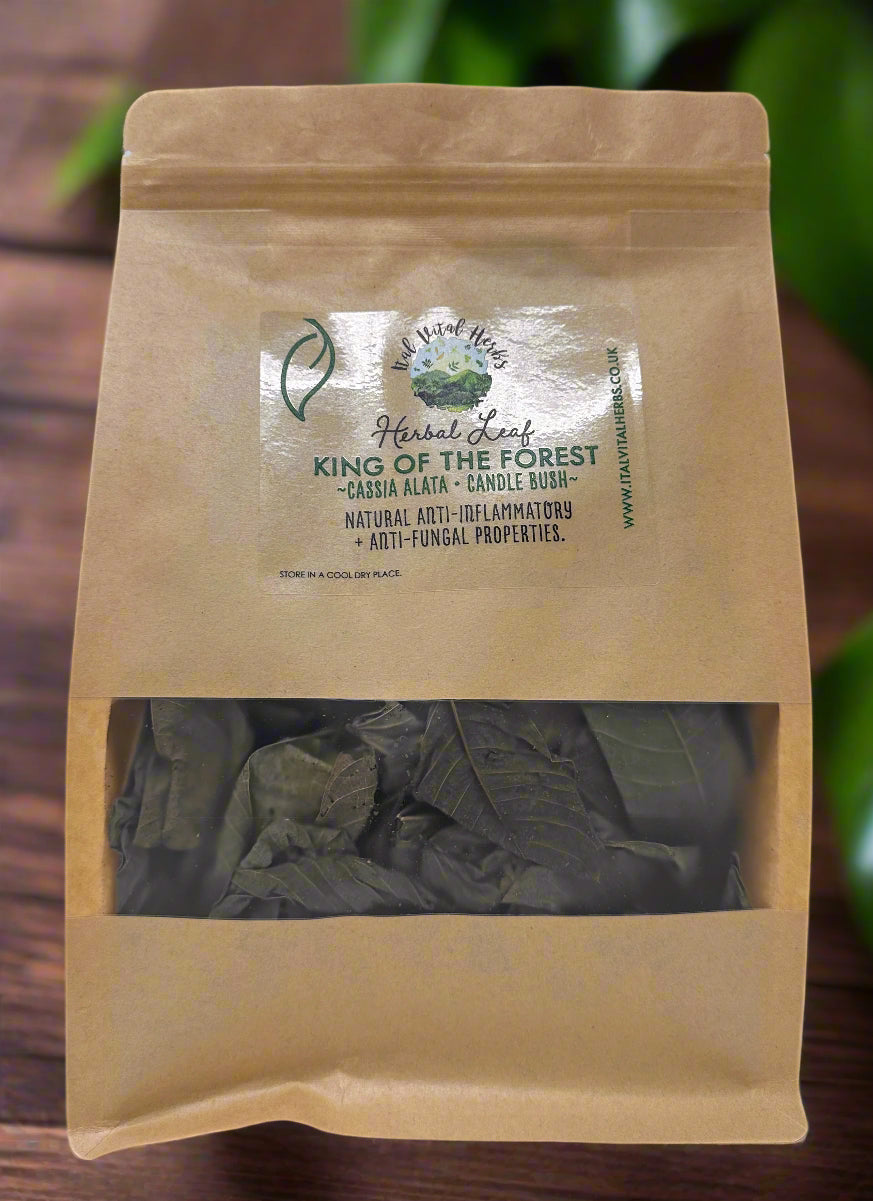 Ital Vital Herbs
Herbal Leaf
KING OF THE FOREST
~CASSIA ALATA • CANDLE BUSH~
NATURAL ANTI-INFLAMMATORY
+ ANTI-FUNGAL PROPERTIES.
STORE IN A COOL DRY PLACE.
WWW.ITALVITALHERBS.CO.UK